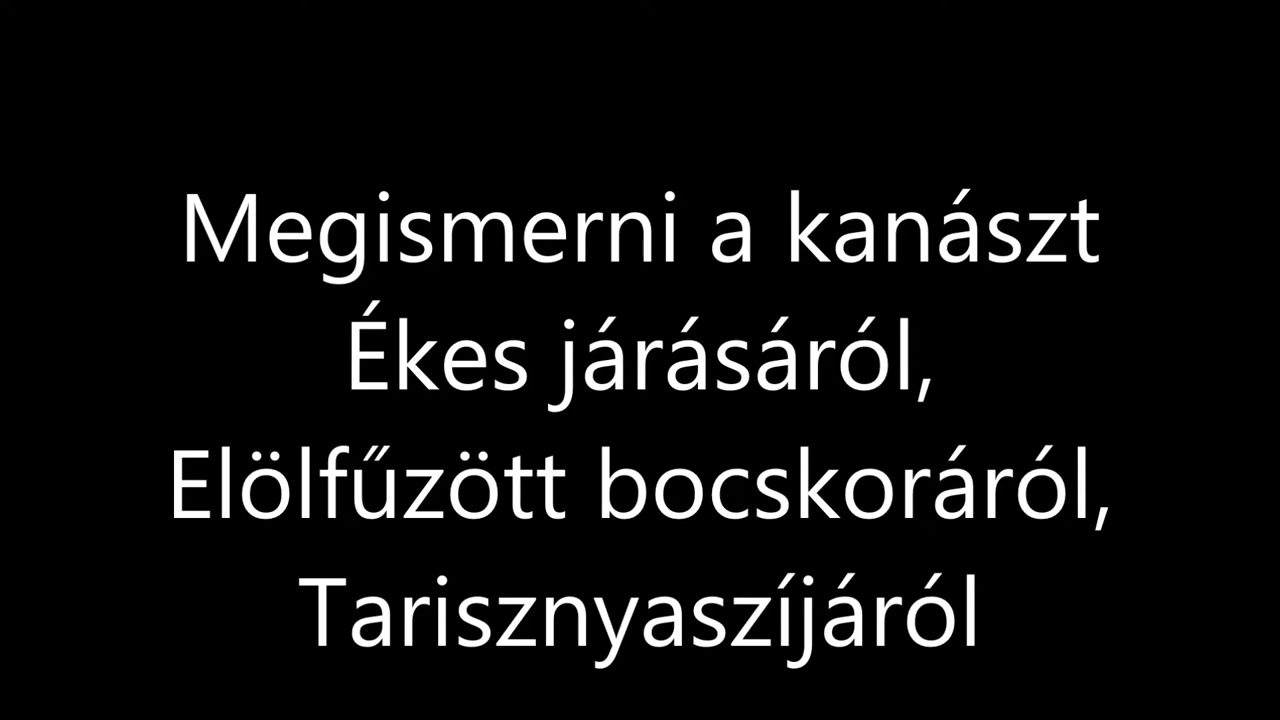 Megismerni a kanászt
Ékes járásáról,
Elölfűzött bocskoráról,
Tarisznyaszíjáról